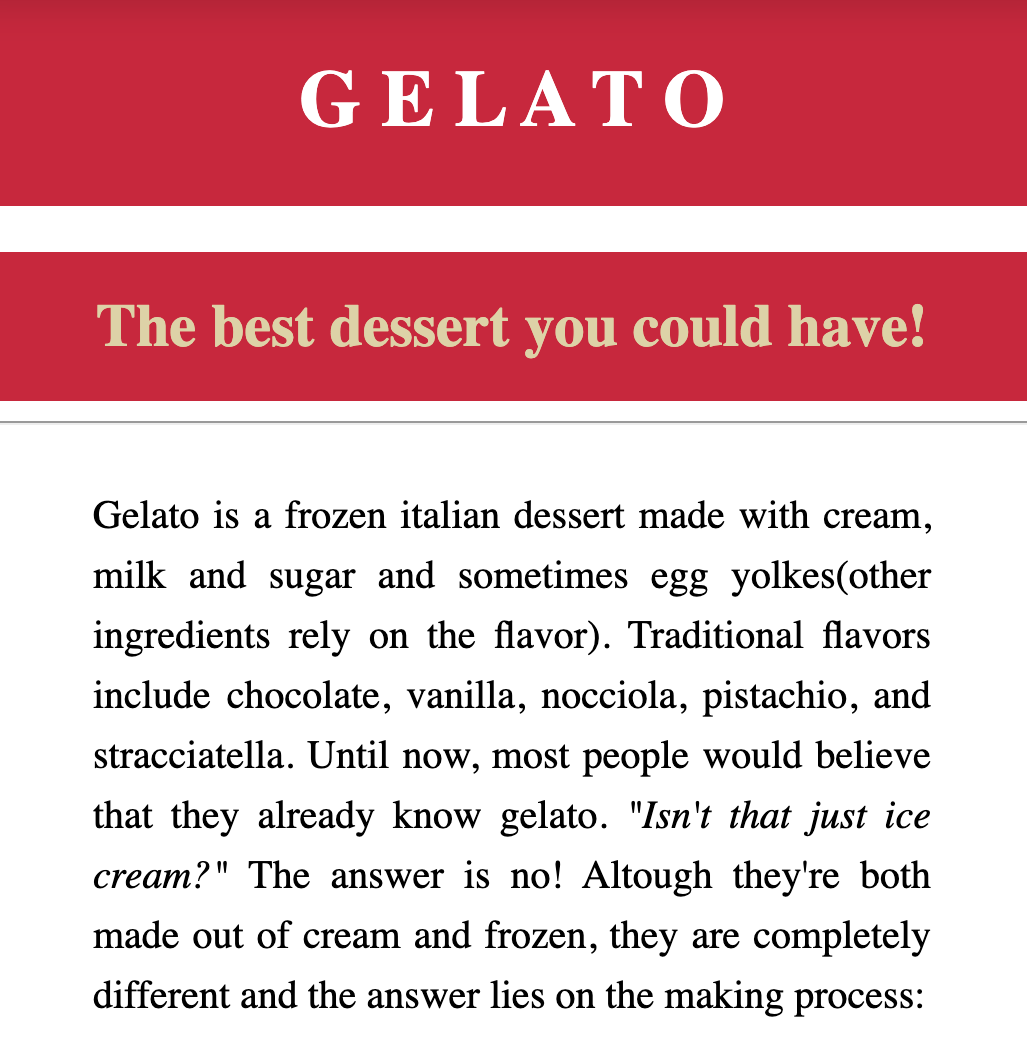 GELATO
The best dessert you could have!
Gelato is a frozen italian dessert made with cream,
milk and sugar and sometimes egg yolkes(other
ingredients rely on the flavor). Traditional flavors
include chocolate, vanilla, nocciola, pistachio, and
stracciatella. Until now, most people would believe
that they already know gelato. "Isn't that just ice
cream?" The answer is no! Altough they're both
made out of cream and frozen, they are completely
different and the answer lies on the making process: